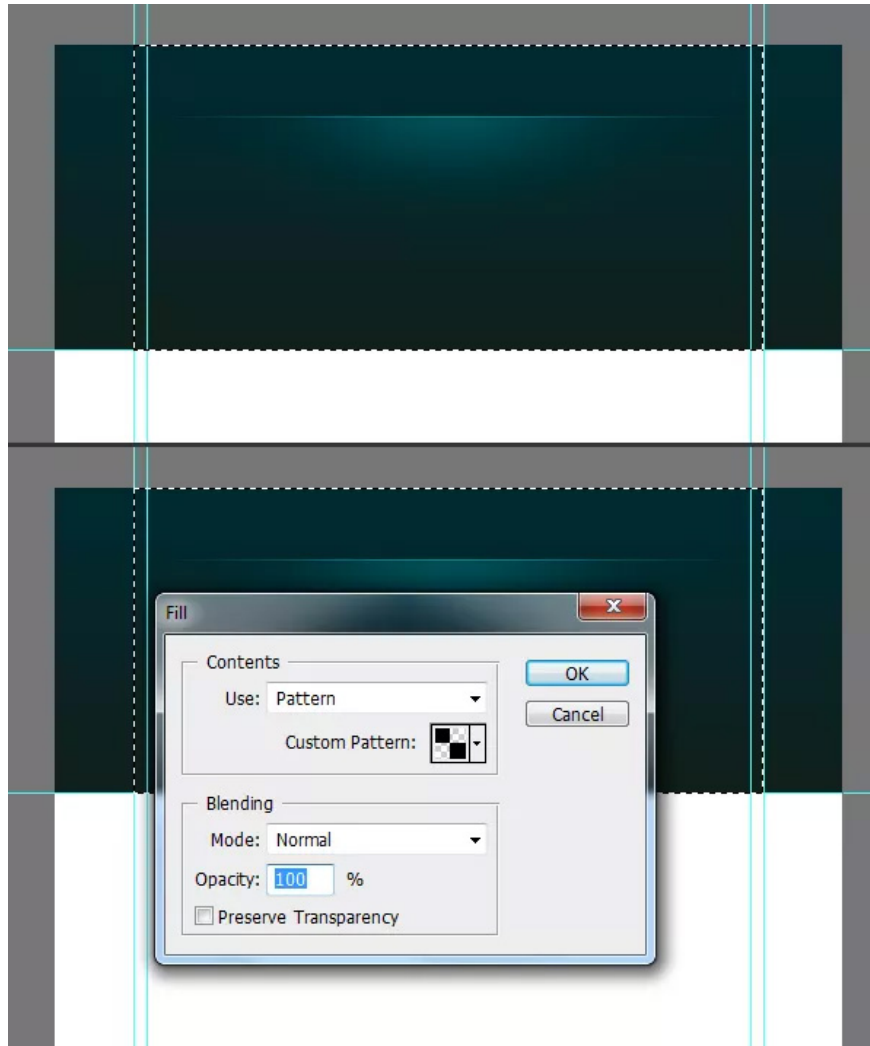 Fill
x
Contents
OK
Use: Pattern
Cancel
Custom Pattern:
Blending
Mode: Normal
Opacity: 100 %
Preserve Transparency